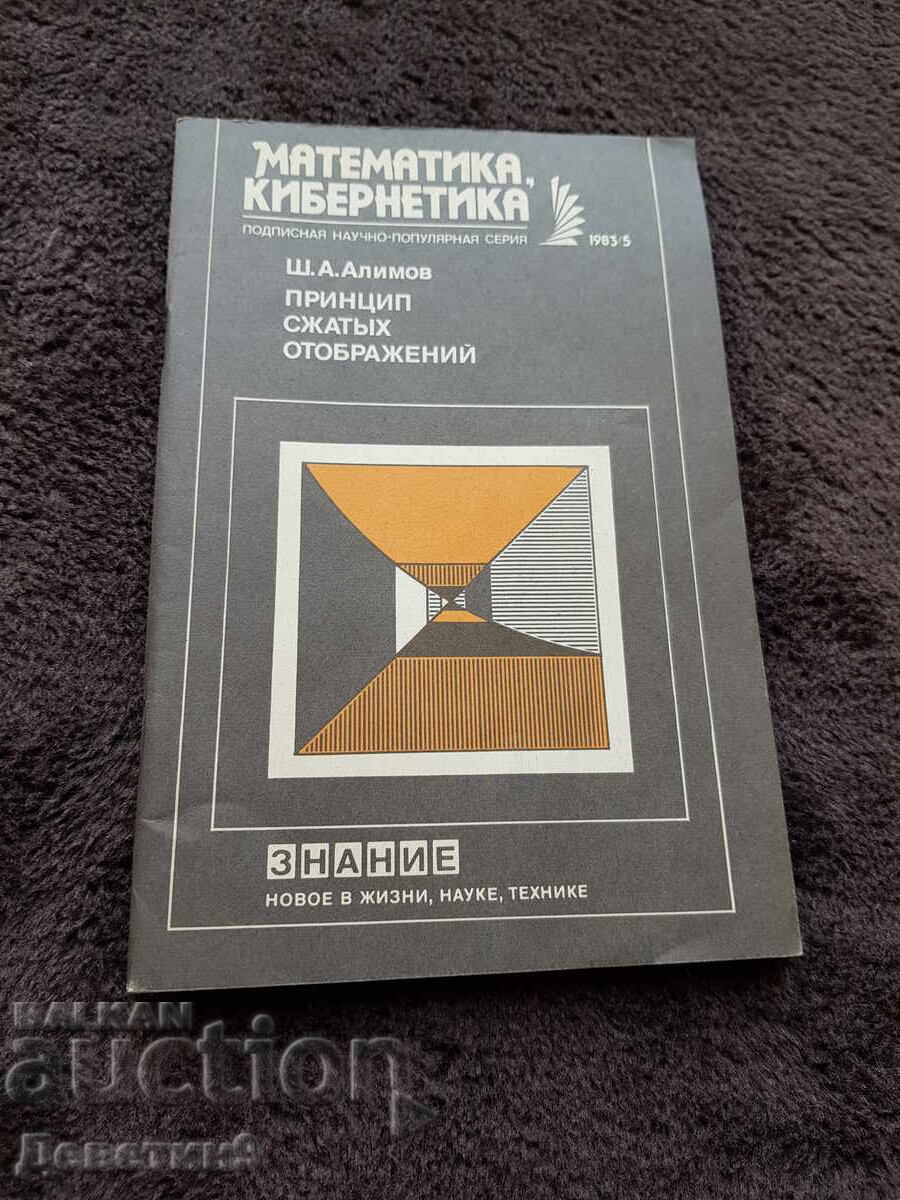 МАТЕМАТИКА,
КИБЕРНЕТИКА
ПОДПИСНАЯ НАУЧНО-ПОПУЛЯРНАЯ СЕРИЯ
1983/5
Ш.А.Алимов
ПРИНЦИП
СЖАТЫХ
ОТОБРАЖЕНИЙ
ЗНАНИЕ
НОВОЕ В ЖИЗНИ, НАУКЕ, ТЕХНИКЕ
BALKAN
auction
Девети19